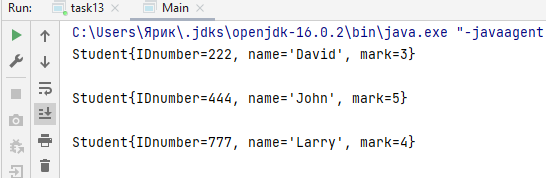 Run: task13 Main
C:\Users\Ярик\.jdks\openjdk-16.0.2\bin\java.exe "-javaagent
Student{IDnumber=222, name='David', mark=3}
Student{IDnumber=444, name='John', mark=5}
Student{IDnumber=777, name='Larry', mark=4}